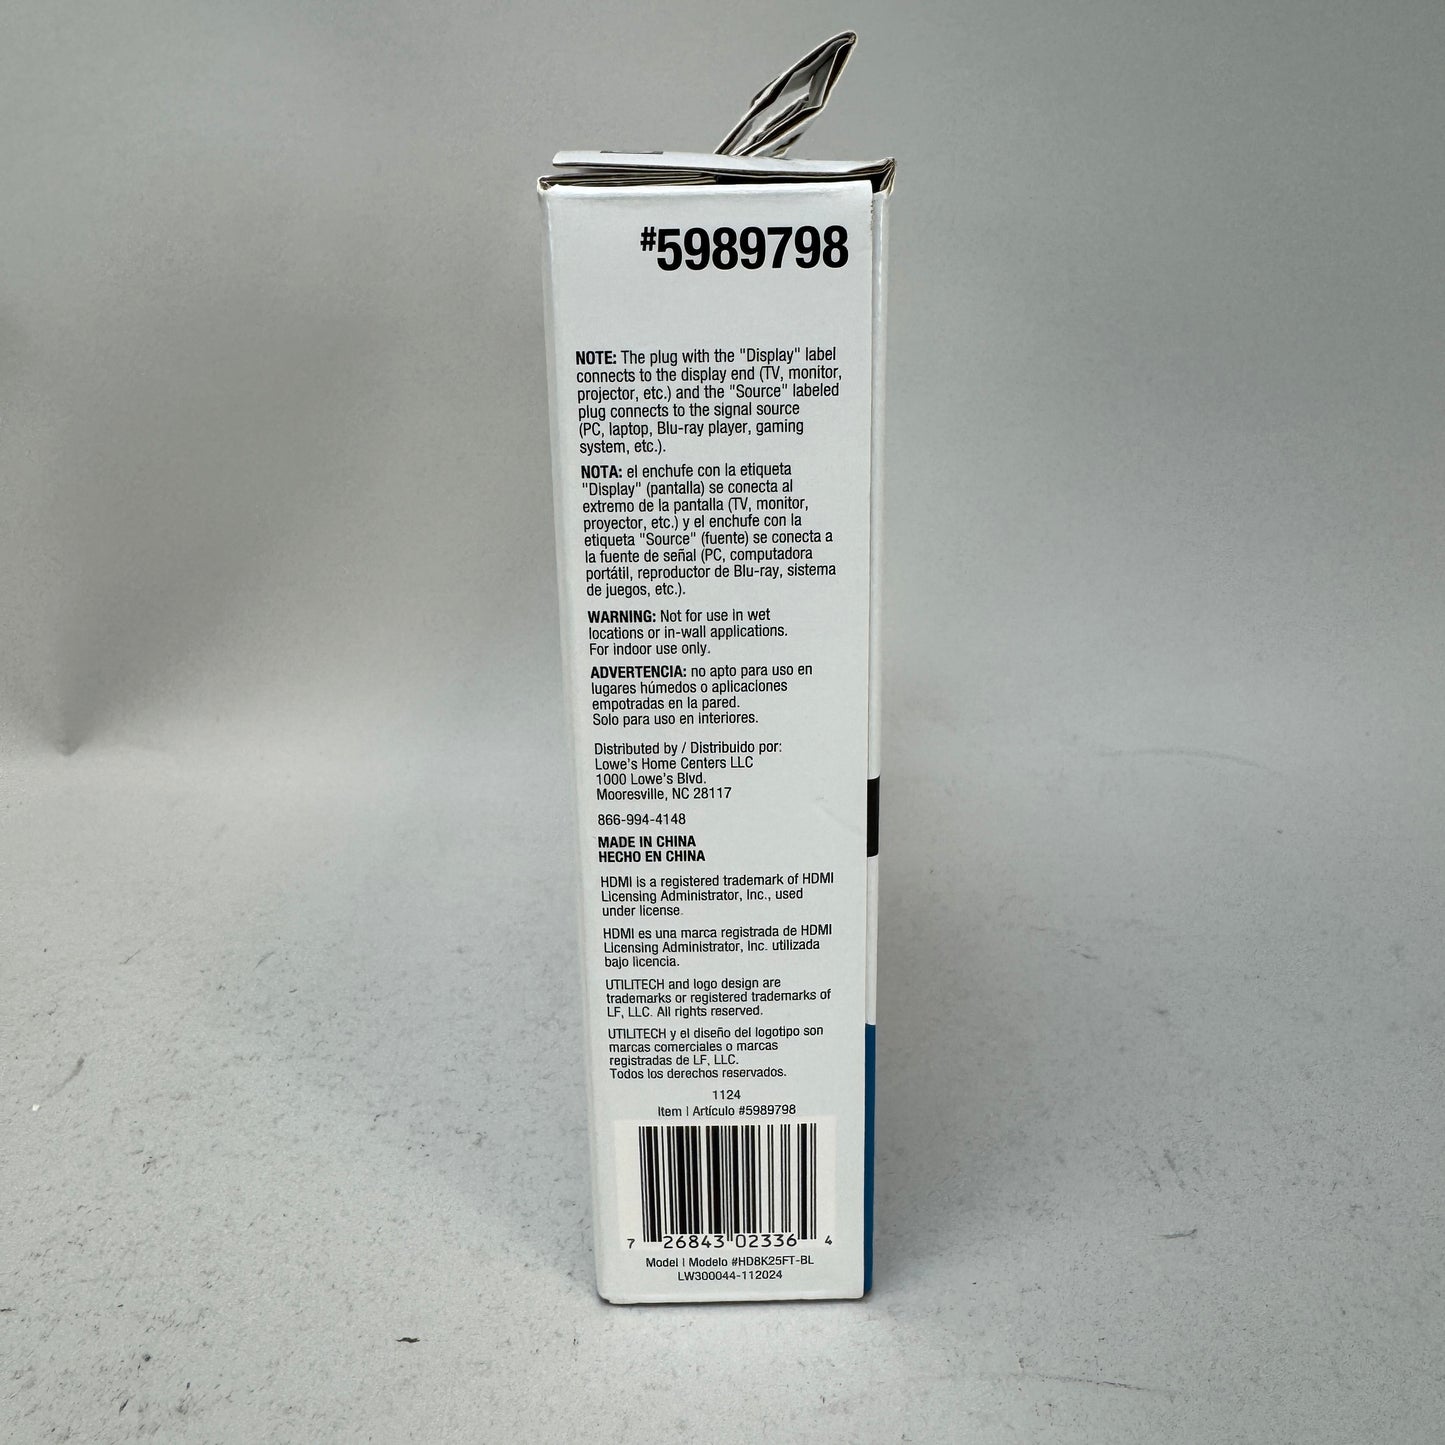 #5989798
NOTE: The plug with the "Display" label
connects to the display end (TV, monitor,
projector, etc.) and the "Source" labeled
plug connects to the signal source
(PC, laptop, Blu-ray player, gaming
system, etc.).
NOTA: el enchufe con la etiqueta
"Display" (pantalla) se conecta al
extremo de la pantalla (TV, monitor,
proyector, etc.) y el enchufe con la
etiqueta "Source" (fuente) se conecta a
la fuente de señal (PC, computadora
portátil, reproductor de Blu-ray, sistema
de juegos, etc.).
WARNING: Not for use in wet
locations or in-wall applications.
For indoor use only.
ADVERTENCIA: no apto para uso en
lugares húmedos o aplicaciones
empotradas en la pared.
Solo para uso en interiores.
Distributed by / Distribuido por:
Lowe's Home Centers LLC
1000 Lowe's Blvd.
Mooresville, NC 28117
866-994-4148
MADE IN CHINA
HECHO EN CHINA
HDMI is a registered trademark of HDMI
Licensing Administrator, Inc., used
under license.
HDMI es una marca registrada de HDMI
Licensing Administrator, Inc. utilizada
bajo licencia.
UTILITECH and logo design are
trademarks or registered trademarks of
LF, LLC. All rights reserved.
UTILITECH y el diseño del logotipo son
marcas comerciales o marcas
registradas de LF, LLC.
Todos los derechos reservados.
1124
Item | Artículo #5989798
7 26843 02336 4
Model | Modelo #HD8K25FT-BL
LW300044-112024